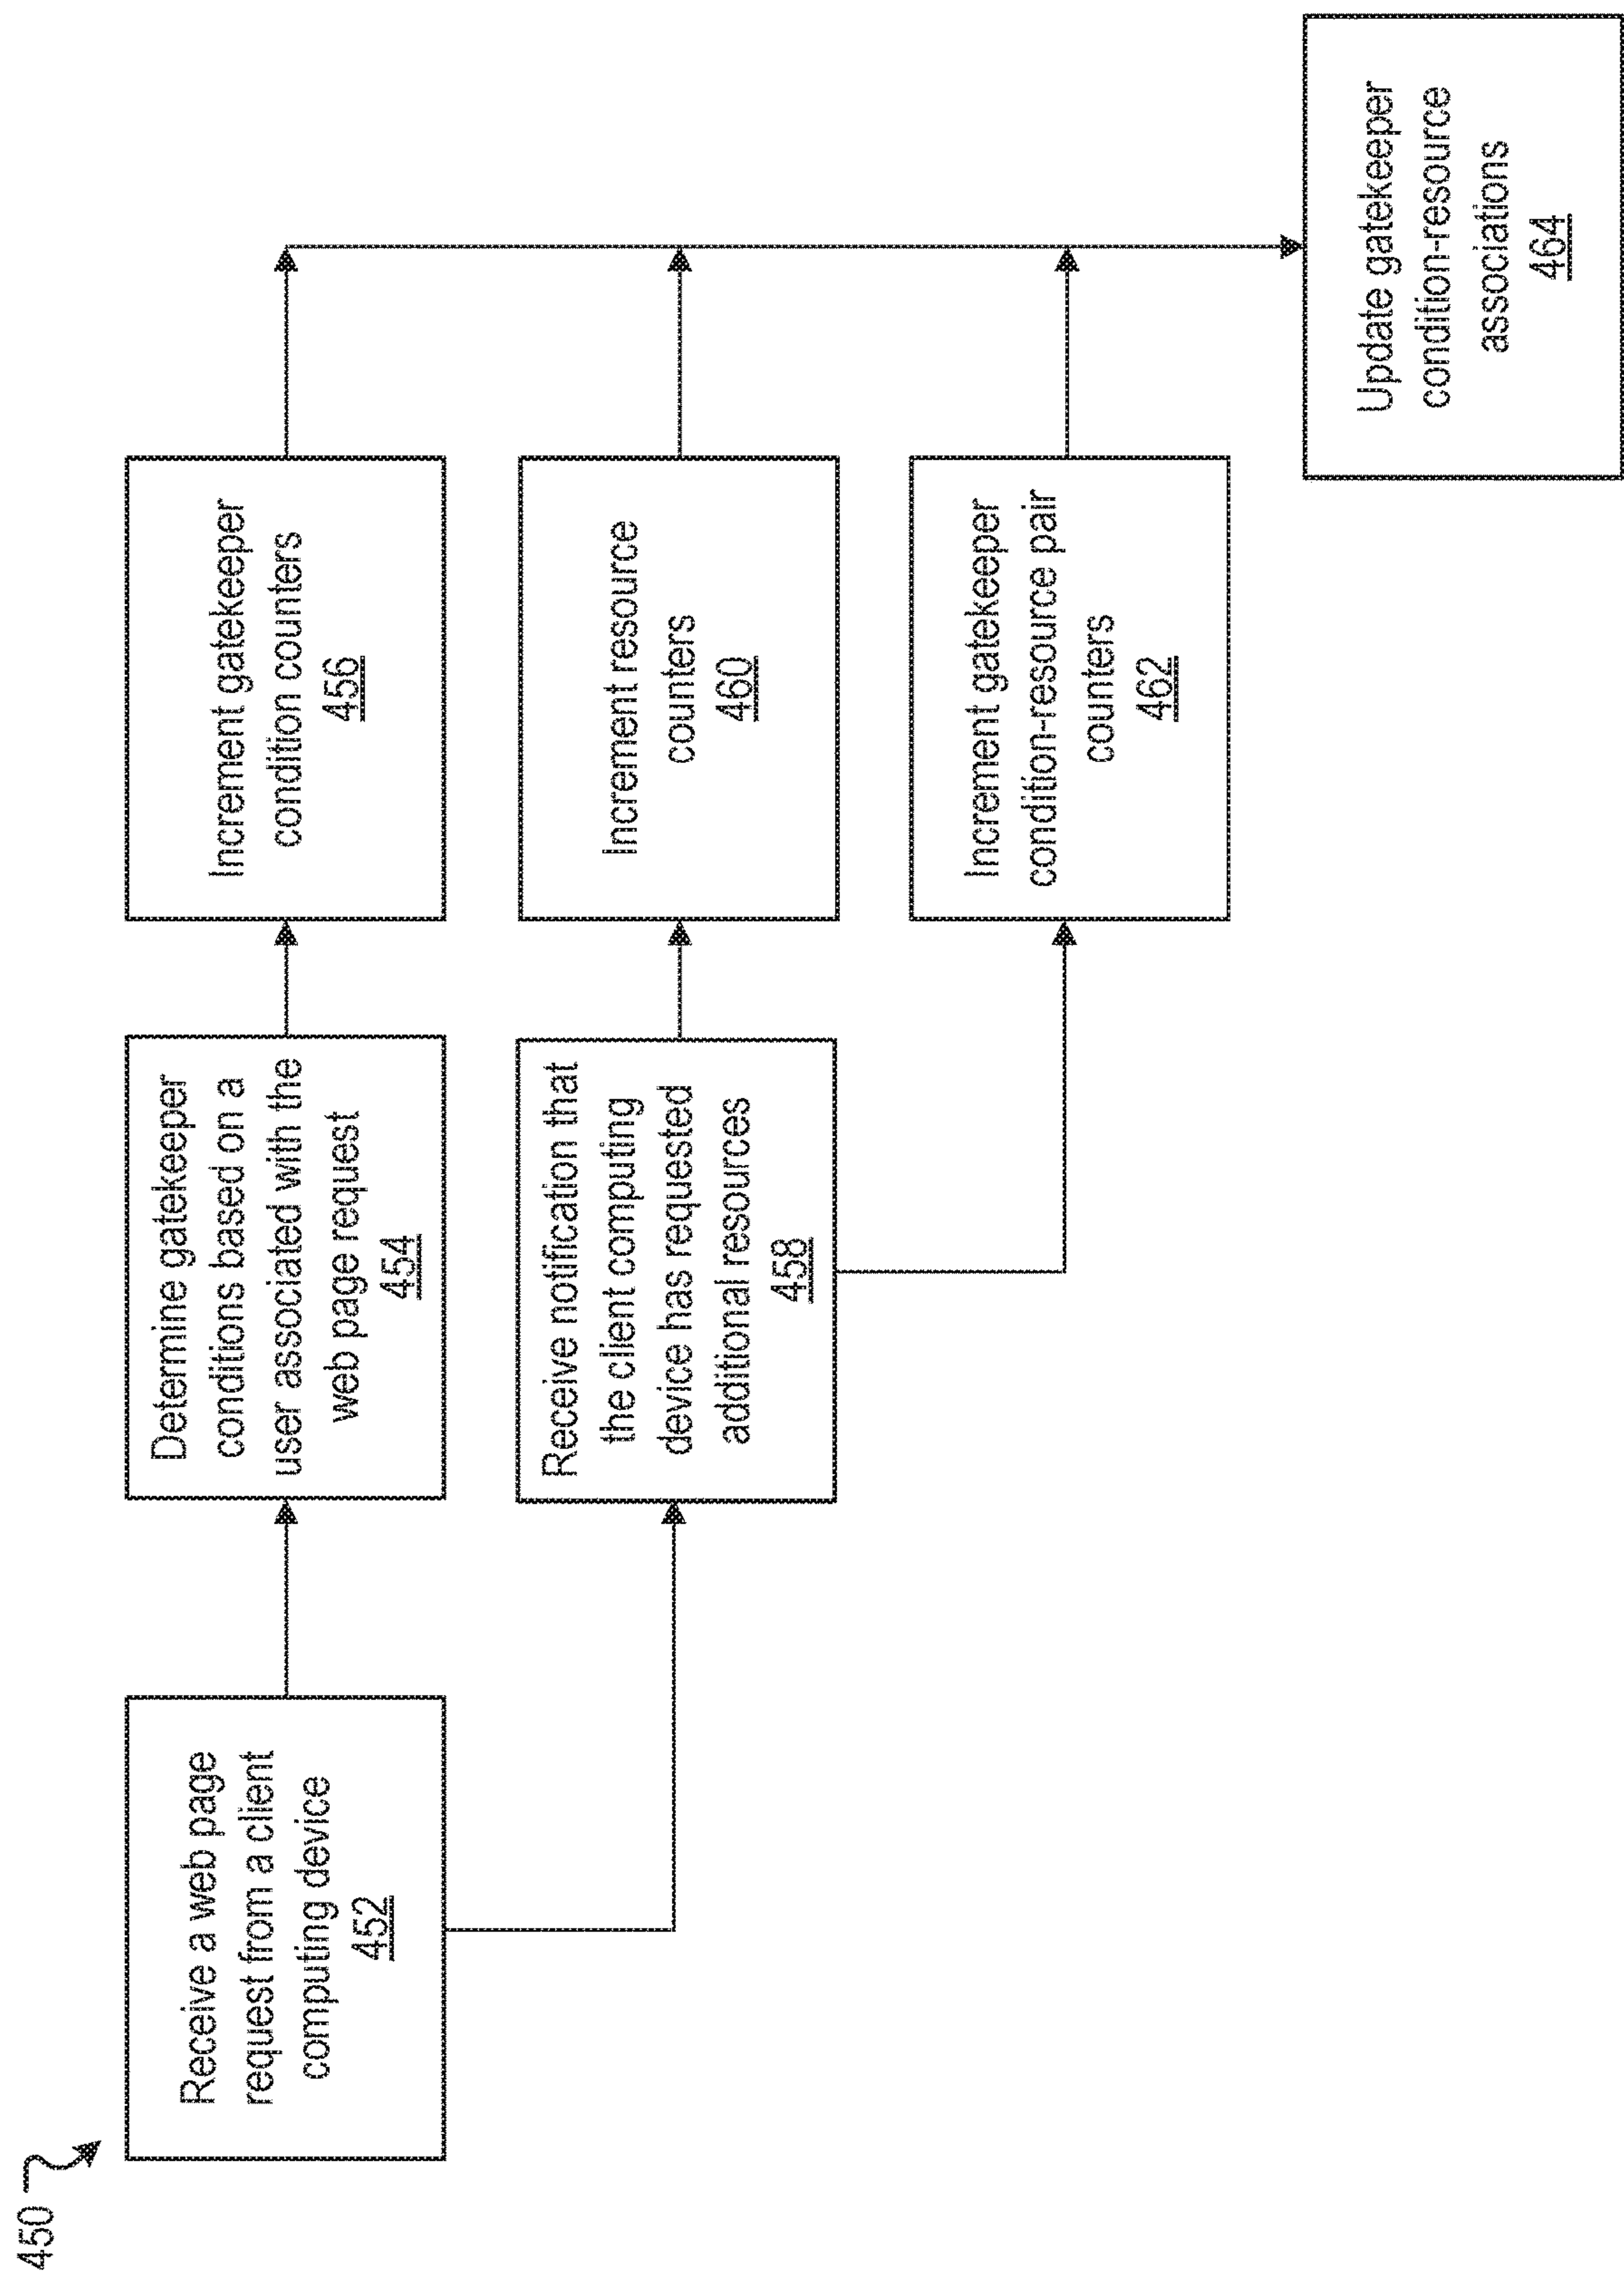 450
Receive a web page
request from a client
computing device
452
Determine gatekeeper
conditions based on a
user associated with the
web page request
454
Increment gatekeeper
condition counters
456
Receive notification that
the client computing
device has requested
additional resources
458
Increment resource
counters
460
Increment gatekeeper
condition-resource pair
counters
462
Update gatekeeper
condition-resource
associations
464